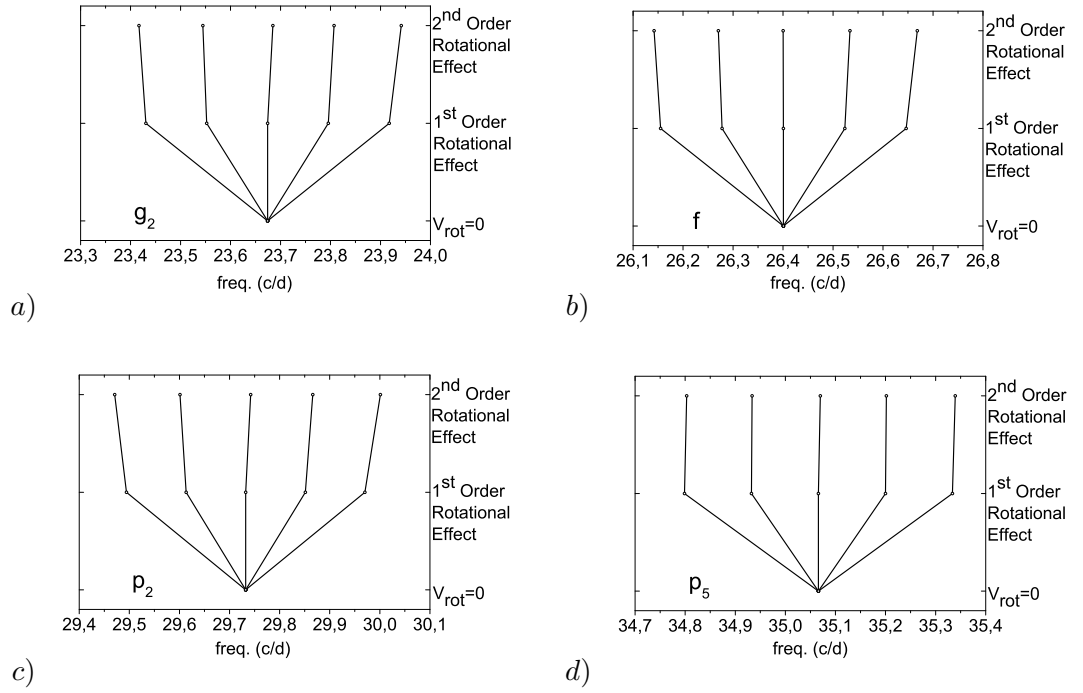 2nd Order
Rotational
Effect
1st Order
Rotational
Effect
g2
Vrot=0
23,3 23,4 23,5 23,6 23,7 23,8 23,9 24,0
freq. (c/d)
a)
2nd Order
Rotational
Effect
1st Order
Rotational
Effect
f
Vrot=0
26,1 26,2 26,3 26,4 26,5 26,6 26,7 26,8
freq. (c/d)
b)
2nd Order
Rotational
Effect
1st Order
Rotational
Effect
p2
Vrot=0
29,4 29,5 29,6 29,7 29,8 29,9 30,0 30,1
freq. (c/d)
c)
2nd Order
Rotational
Effect
1st Order
Rotational
Effect
p5
Vrot=0
34,7 34,8 34,9 35,0 35,1 35,2 35,3 35,4
freq. (c/d)
d)